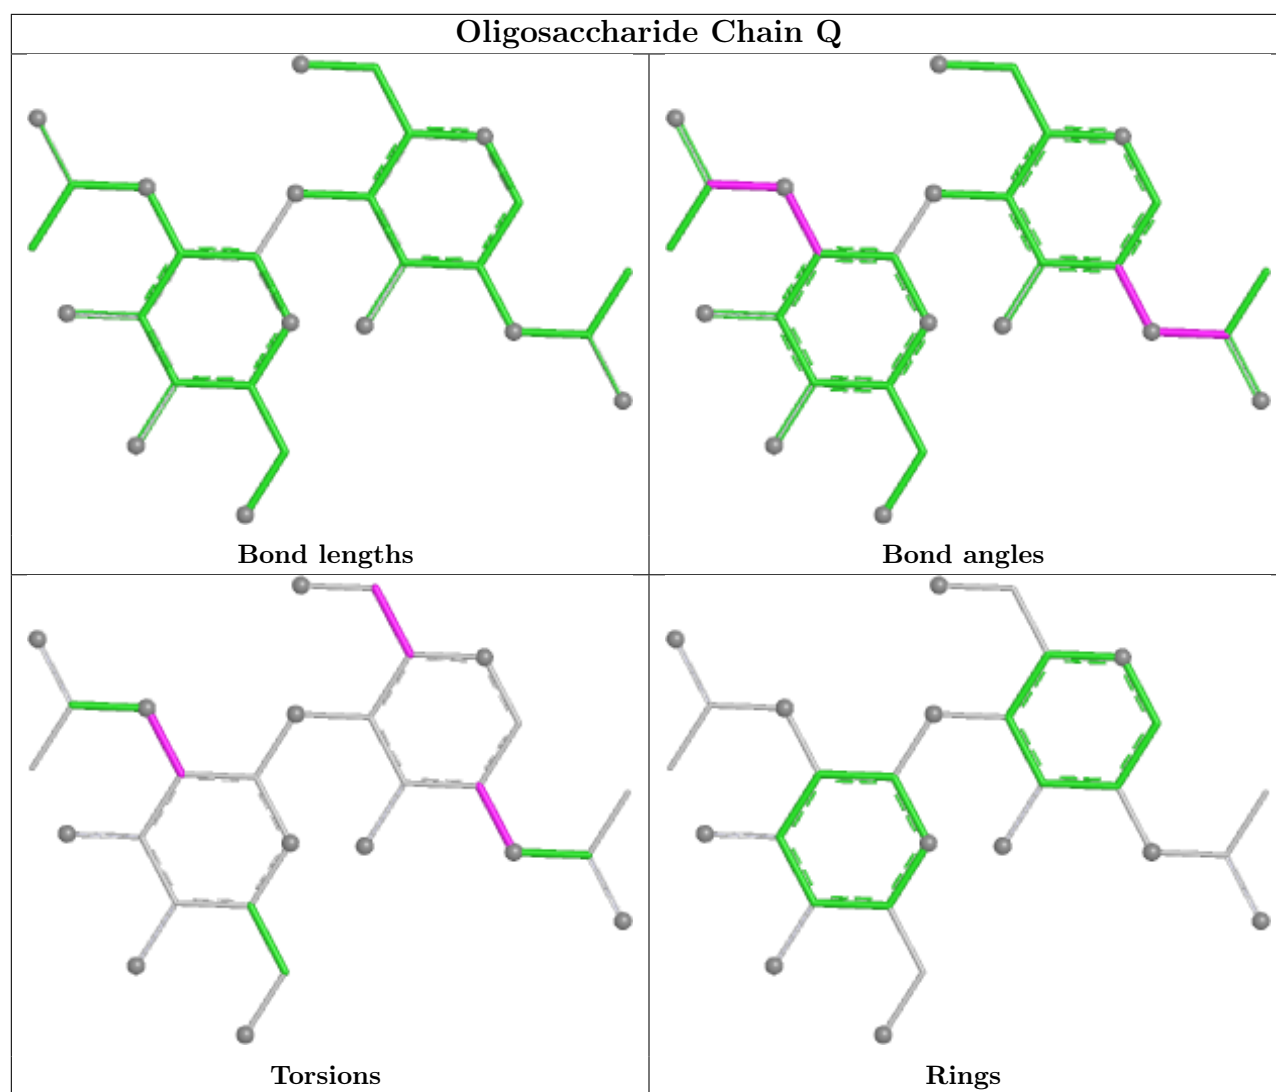 Oligosaccharide Chain Q
Bond lengths
Bond angles
Torsions
Rings